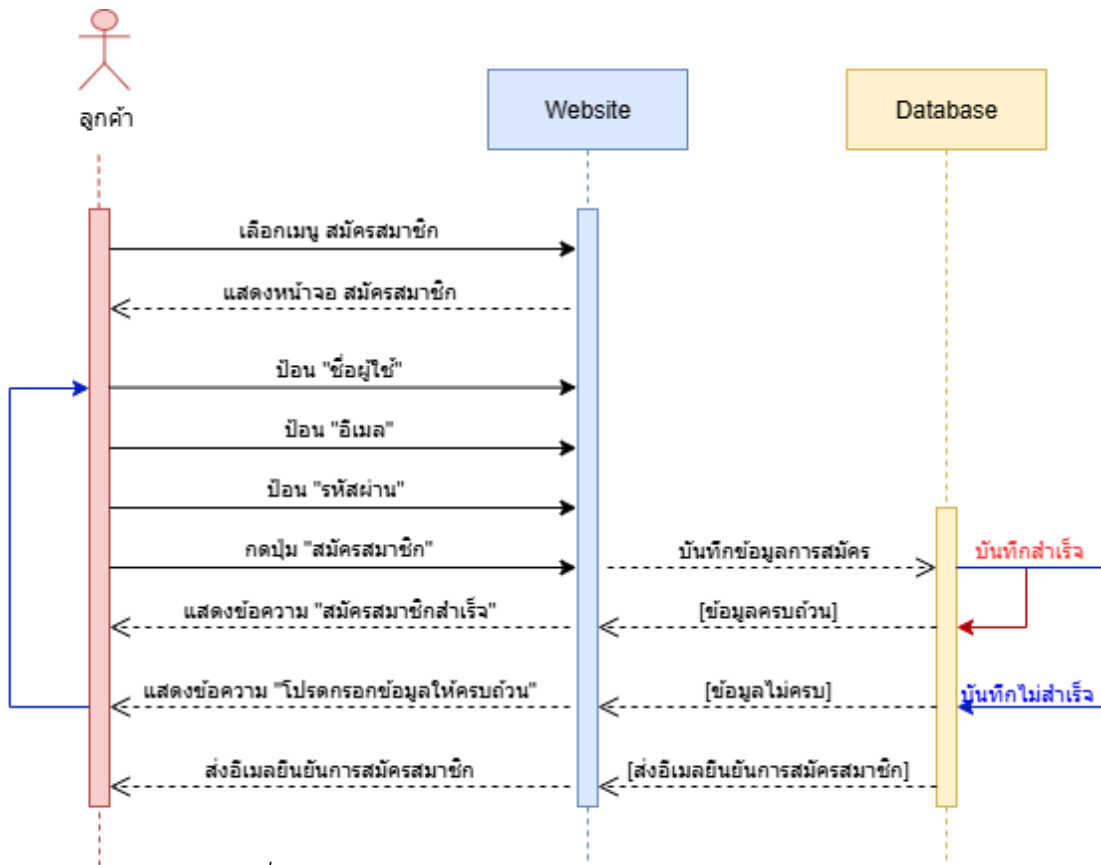 ลูกค้า
Website
Database
เลือกเมนู สมัครสมาชิก
แสดงหน้าจอ สมัครสมาชิก
ป้อน "ชื่อผู้ใช้"
ป้อน "อีเมล"
ป้อน "รหัสผ่าน"
กดปุ่ม "สมัครสมาชิก"
บันทึกข้อมูลการสมัคร
บันทึกสำเร็จ
แสดงข้อความ "สมัครสมาชิกสำเร็จ"
[ข้อมูลครบถ้วน]
แสดงข้อความ "โปรดกรอกข้อมูลให้ครบถ้วน"
[ข้อมูลไม่ครบ]
บันทึกไม่สำเร็จ
ส่งอีเมลยืนยันการสมัครสมาชิก
[ส่งอีเมลยืนยันการสมัครสมาชิก]